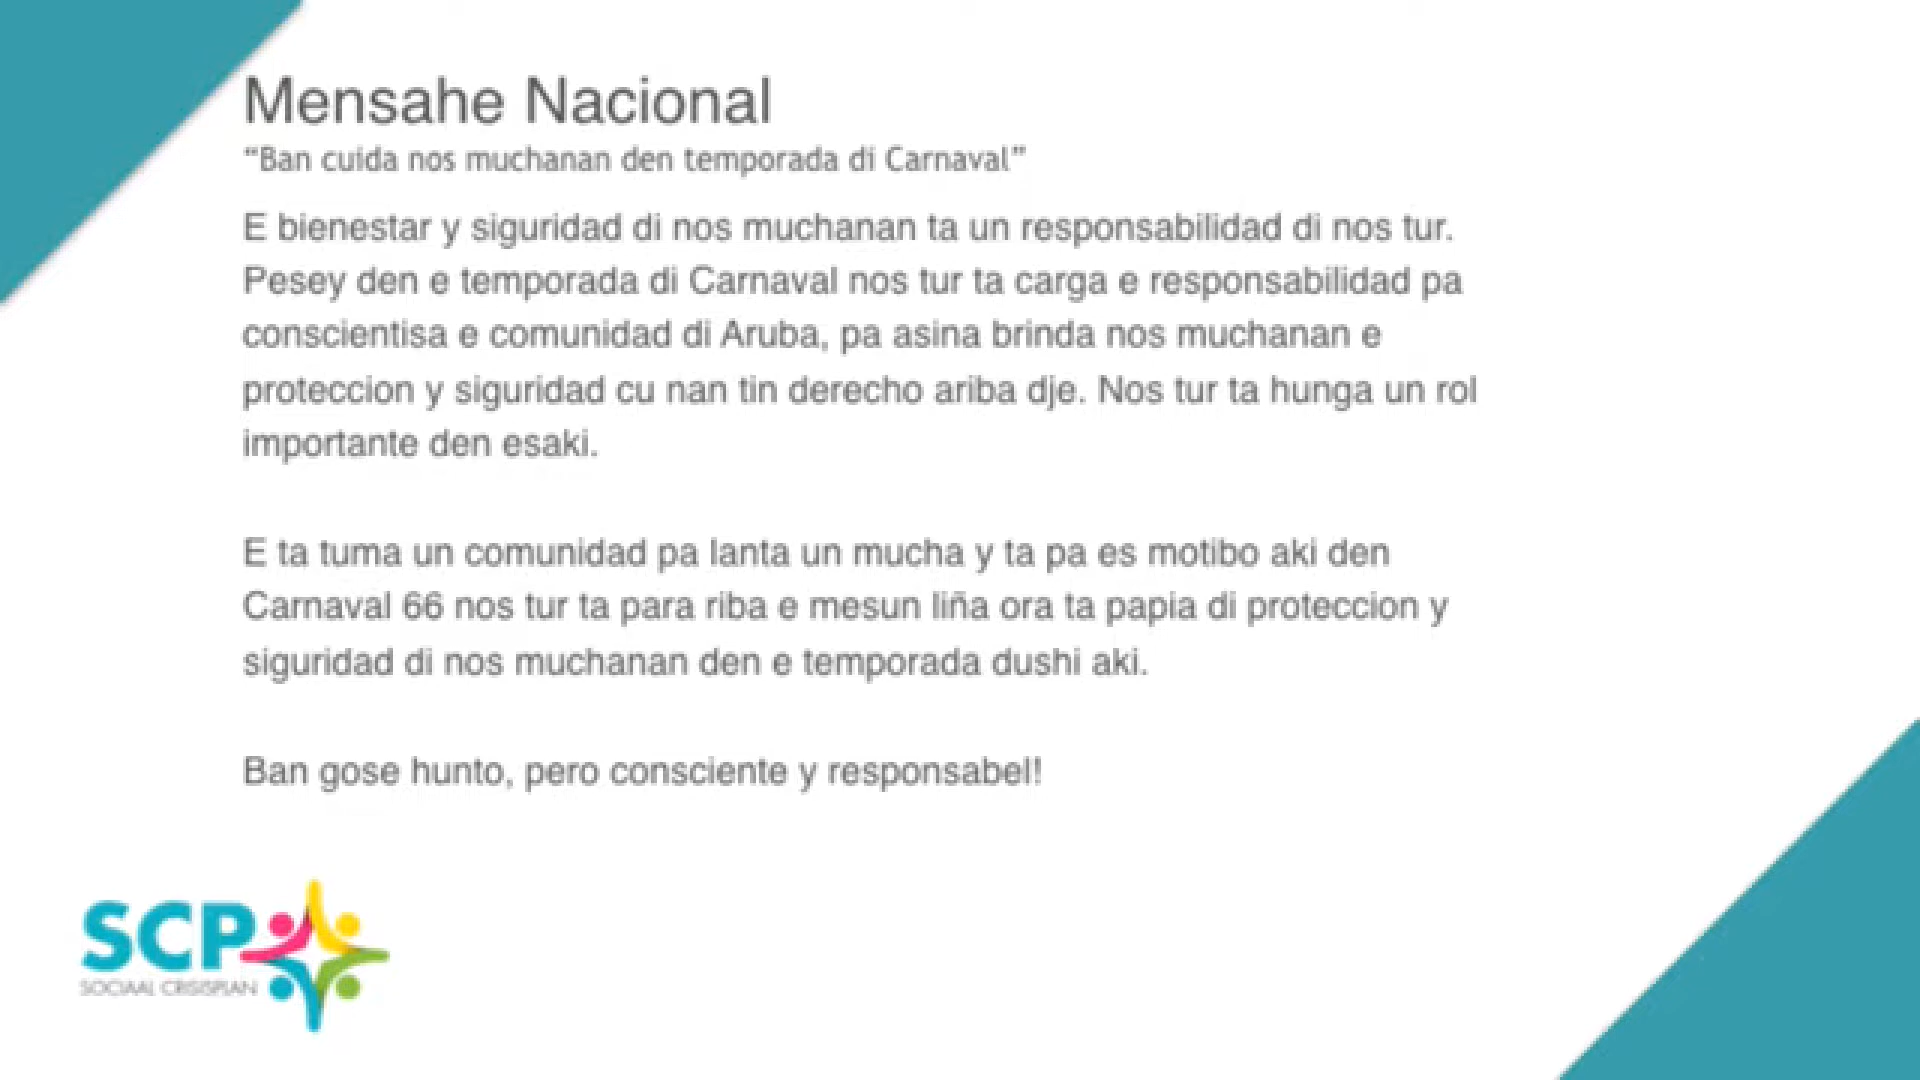 Mensahe Nacional
“Ban cuida nos muchanan den temporada di Carnaval”
E bienestar y siguridad di nos muchanan ta un responsabilidad di nos tur.
Pesey den e temporada di Carnaval nos tur ta carga e responsabilidad pa
conscientisa e comunidad di Aruba, pa asina brinda nos muchanan e
proteccion y siguridad cu nan tin derecho ariba dje. Nos tur ta hunga un rol
importante den esaki.
E ta tuma un comunidad pa lanta un mucha y ta pa es motibo aki den
Carnaval 66 nos tur ta para riba e mesun liña ora ta papia di proteccion y
siguridad di nos muchanan den e temporada dushi aki.
Ban gose hunto, pero consciente y responsabel!
SCP
SOCIAAL CRISISPLAN